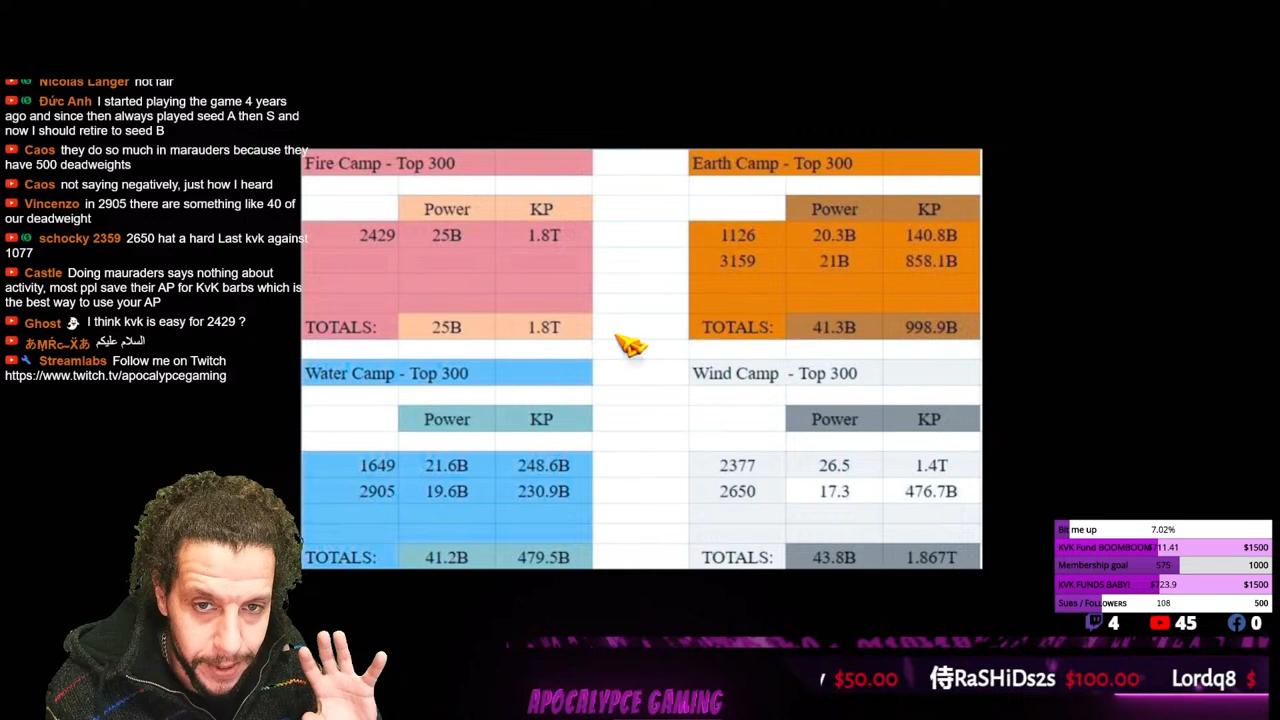 Nicolas Langer not fair
Đức Anh I started playing the game 4 years
ago and since then always played seed A then S and
now I should retire to seed B
Caos they do so much in marauders because they
have 500 deadweights
Caos not saying negatively, just how I heard
Vincenzo in 2905 there are something like 40 of
our deadweight
schocky 2359 2650 hat a hard Last kvk against
1077
Castle Doing mauraders says nothing about
activity, most ppl save their AP for KvK barbs which is
the best way to use your AP
Ghost 👻 I think kvk is easy for 2429 ?
السلام عليكم
Streamlabs Follow me on Twitch
https://www.twitch.tv/apocalypcegaming
Fire Camp - Top 300
Power KP
2429 25B 1.8T
TOTALS: 25B 1.8T
Earth Camp - Top 300
Power KP
1126 20.3B 140.8B
3159 21B 858.1B
TOTALS: 41.3B 998.9B
Water Camp - Top 300
Power KP
1649 21.6B 248.6B
2905 19.6B 230.9B
TOTALS: 41.2B 479.5B
Wind Camp - Top 300
Power KP
2377 26.5 1.4T
2650 17.3 476.7B
TOTALS: 43.8B 1.867T
Bit me up 7.02%
KVK Fund BOOMBOOM $711.41 $1500
Membership goal 575 1000
KVK FUNDS BABY! $723.9 $1500
Subs / Followers 108 500
4 45 0
$50.00 侍RaSHiDs2s $100.00 Lordq8 $
APOCALYPCE GAMING